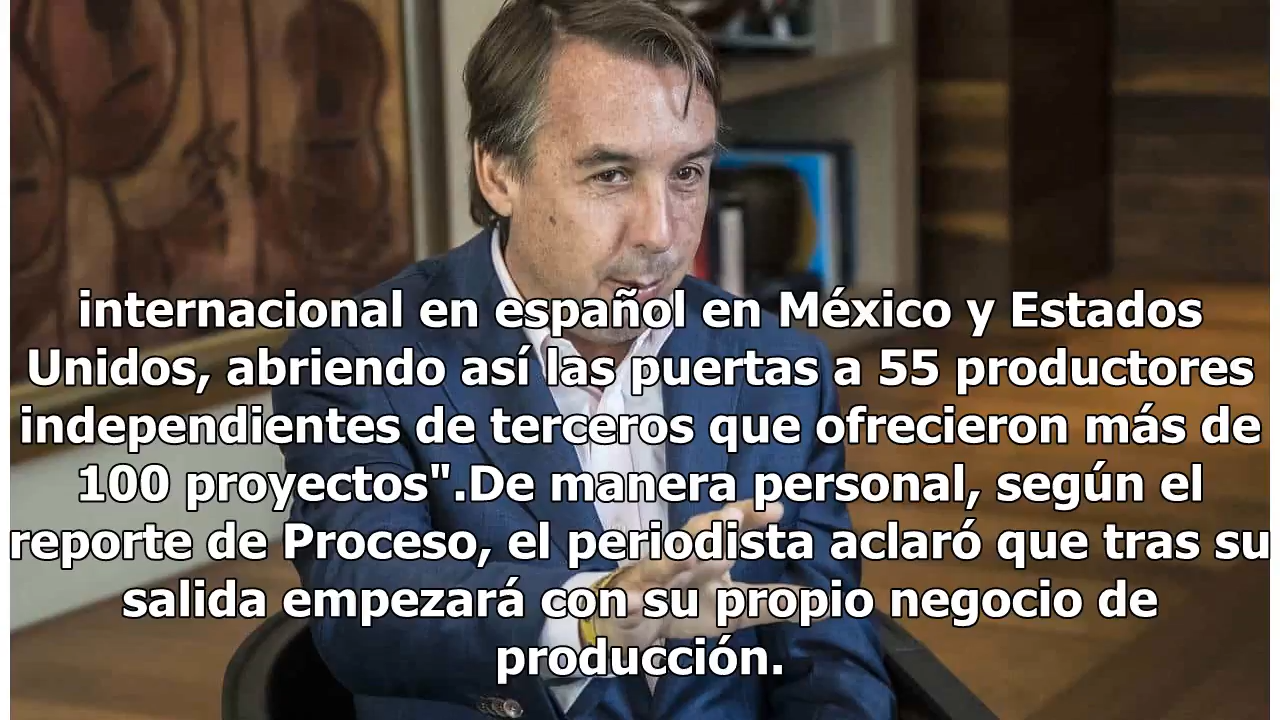 internacional en español en México y Estados
Unidos, abriendo así las puertas a 55 productores
independientes de terceros que ofrecieron más de
100 proyectos".De manera personal, según el
reporte de Proceso, el periodista aclaró que tras su
salida empezará con su propio negocio de
producción.